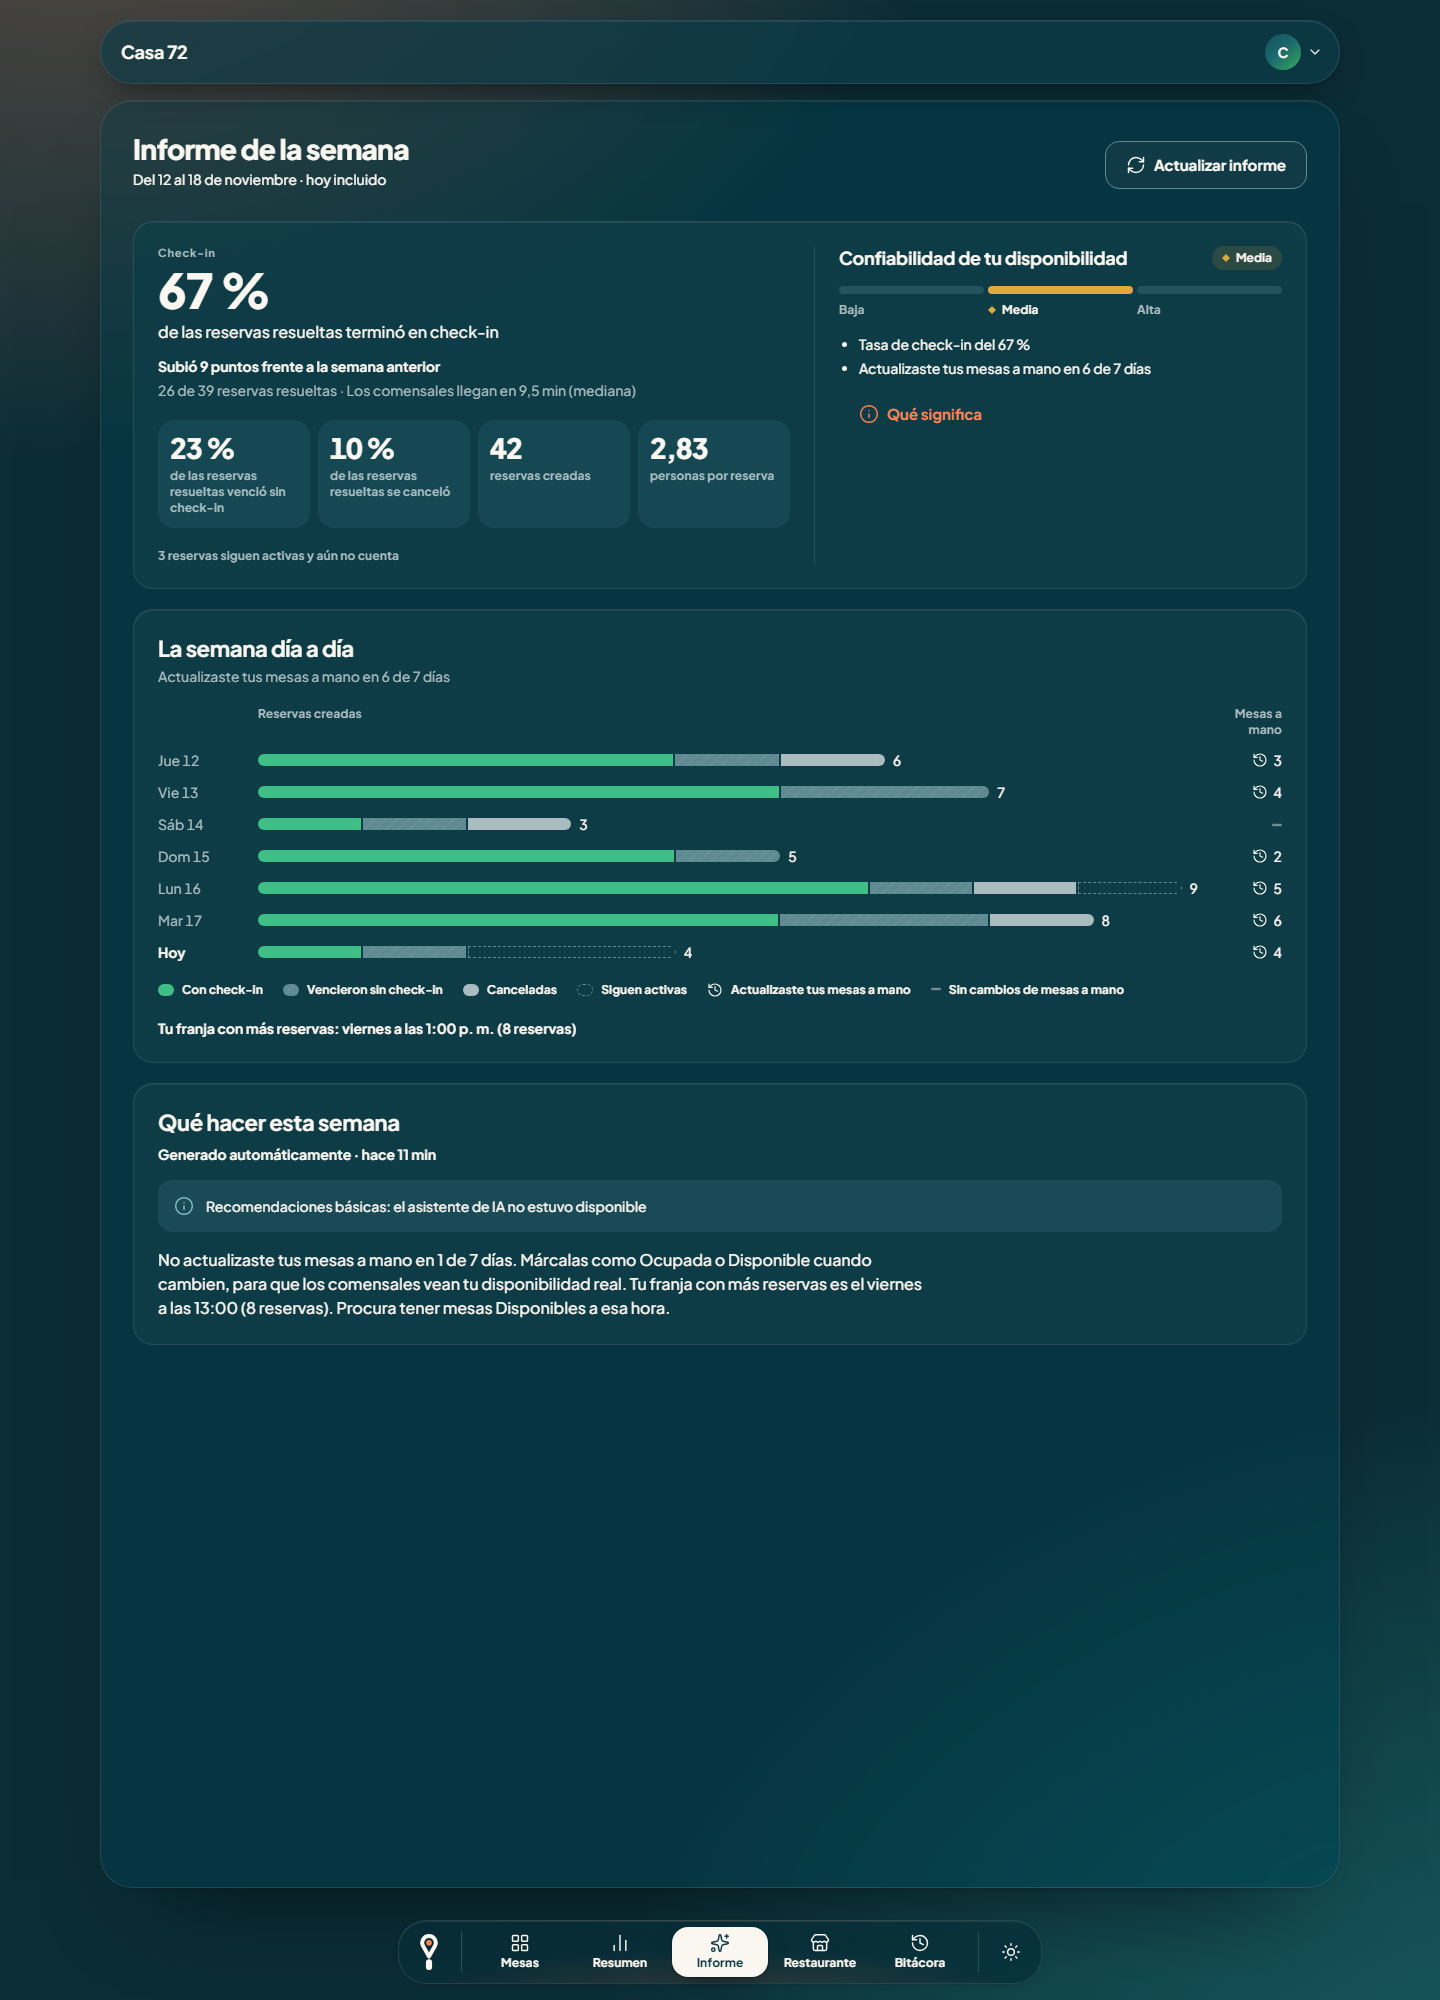 Casa 72
C
Informe de la semana
Del 12 al 18 de noviembre · hoy incluido
Actualizar informe
Check-in
67 %
de las reservas resueltas terminó en check-in
Subió 9 puntos frente a la semana anterior
26 de 39 reservas resueltas · Los comensales llegan en 9,5 min (mediana)
23 %
de las reservas
resueltas venció sin
check-in
10 %
de las reservas
resueltas se canceló
42
reservas creadas
2,83
personas por reserva
3 reservas siguen activas y aún no cuenta
Confiabilidad de tu disponibilidad
Media
Baja
Media
Alta
Tasa de check-in del 67 %
Actualizaste tus mesas a mano en 6 de 7 días
Qué significa
La semana día a día
Actualizaste tus mesas a mano en 6 de 7 días
Reservas creadas
Mesas a
mano
Jue 12 6 3
Vie 13 7 4
Sáb 14 3 –
Dom 15 5 2
Lun 16 9 5
Mar 17 8 6
Hoy 4 4
Con check-in Vencieron sin check-in Canceladas Siguen activas Actualizaste tus mesas a mano – Sin cambios de mesas a mano
Tu franja con más reservas: viernes a las 1:00 p. m. (8 reservas)
Qué hacer esta semana
Generado automáticamente · hace 11 min
Recomendaciones básicas: el asistente de IA no estuvo disponible
No actualizaste tus mesas a mano en 1 de 7 días. Márcalas como Ocupada o Disponible cuando
cambien, para que los comensales vean tu disponibilidad real. Tu franja con más reservas es el viernes
a las 13:00 (8 reservas). Procura tener mesas Disponibles a esa hora.
Mesas
Resumen
Informe
Restaurante
Bitácora